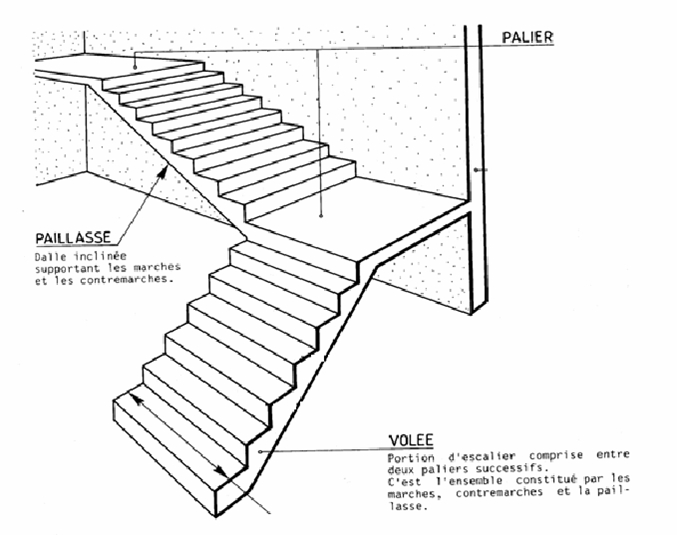 PALIER
PAILLASSE
Dalle inclinée
supportant les marches
et les contremarches.
VOLEE
Portion d'escalier comprise entre
deux paliers successifs.
C'est l'ensemble constitué par les
marches, contremarches et la pail-
lasse.